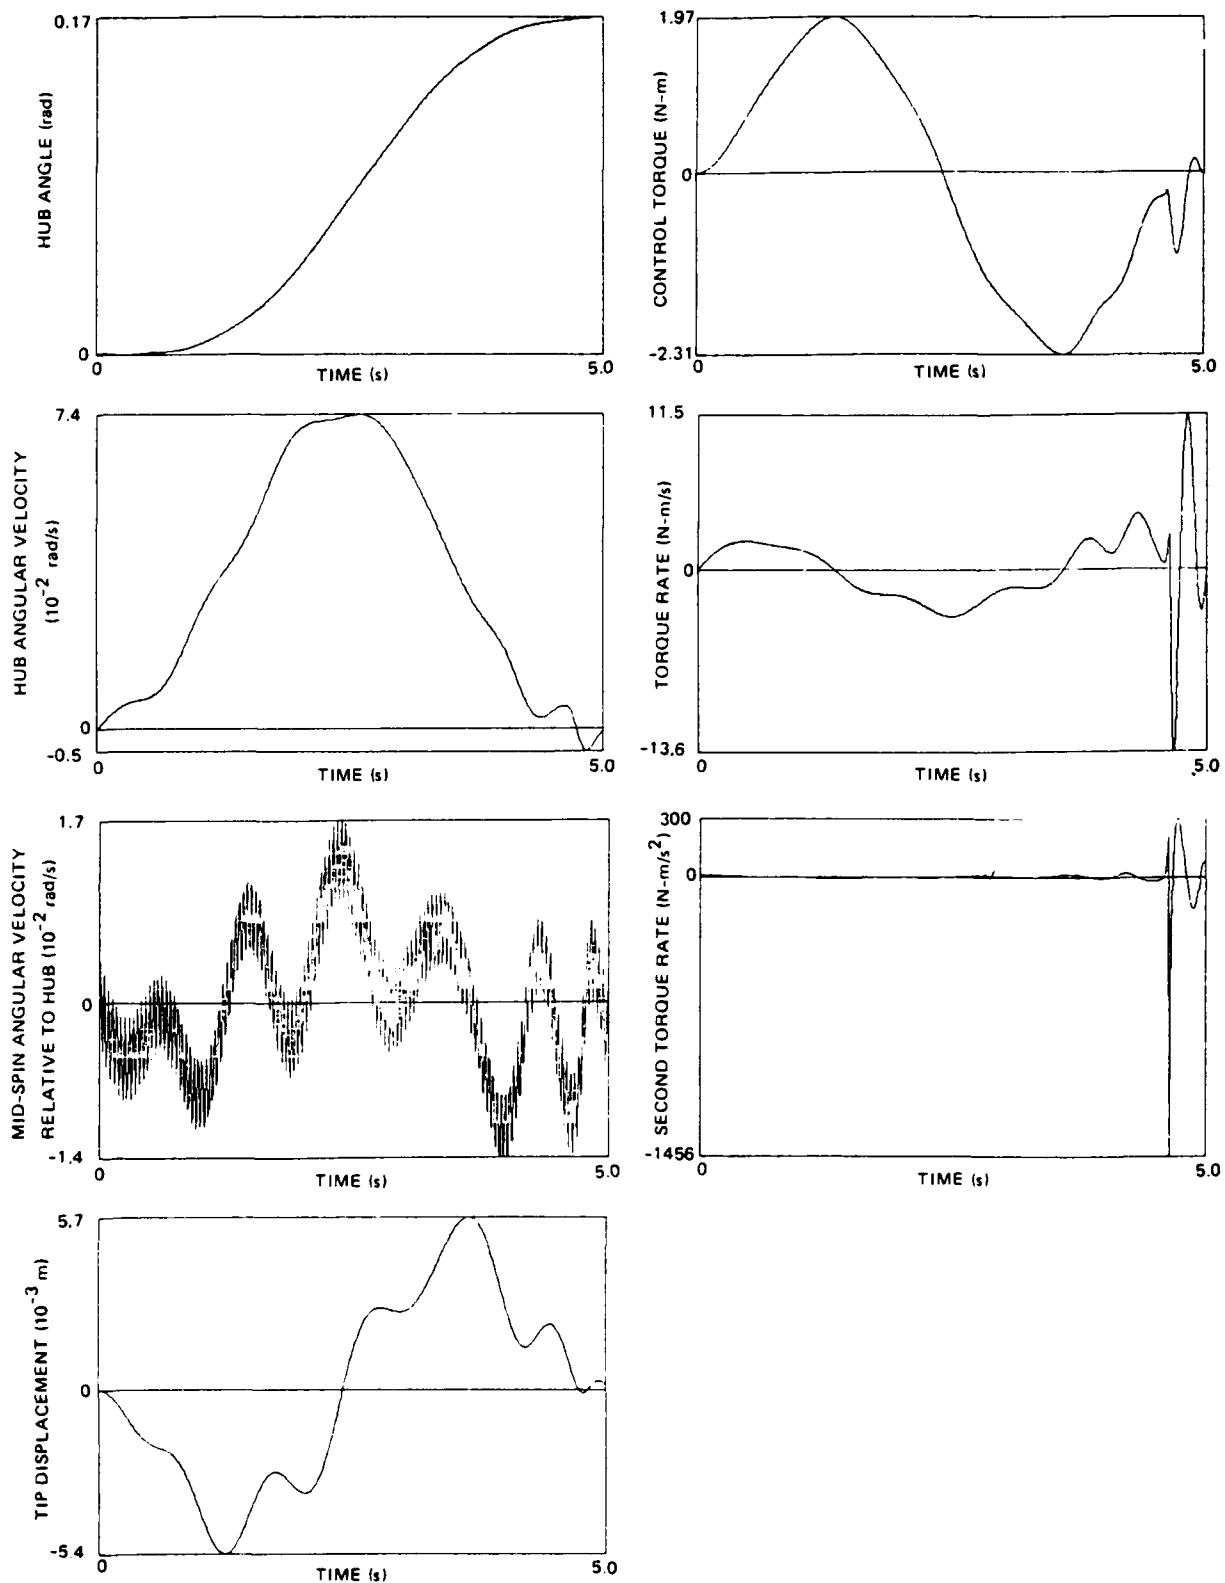 0.17
HUB ANGLE (rad)
0
0
TIME (s)
5.0
1.97
CONTROL TORQUE (N-m)
0
-2.31
0
TIME (s)
5.0
7.4
HUB ANGULAR VELOCITY
(10^-2 rad/s)
0
-0.5
0
TIME (s)
5.0
11.5
TORQUE RATE (N-m/s)
0
-13.6
0
TIME (s)
5.0
1.7
MID-SPIN ANGULAR VELOCITY
RELATIVE TO HUB (10^-2 rad/s)
0
-1.4
0
TIME (s)
5.0
300
SECOND TORQUE RATE (N-m/s^2)
0
-1456
0
TIME (s)
5.0
5.7
TIP DISPLACEMENT (10^-3 m)
0
-5.4
0
TIME (s)
5.0